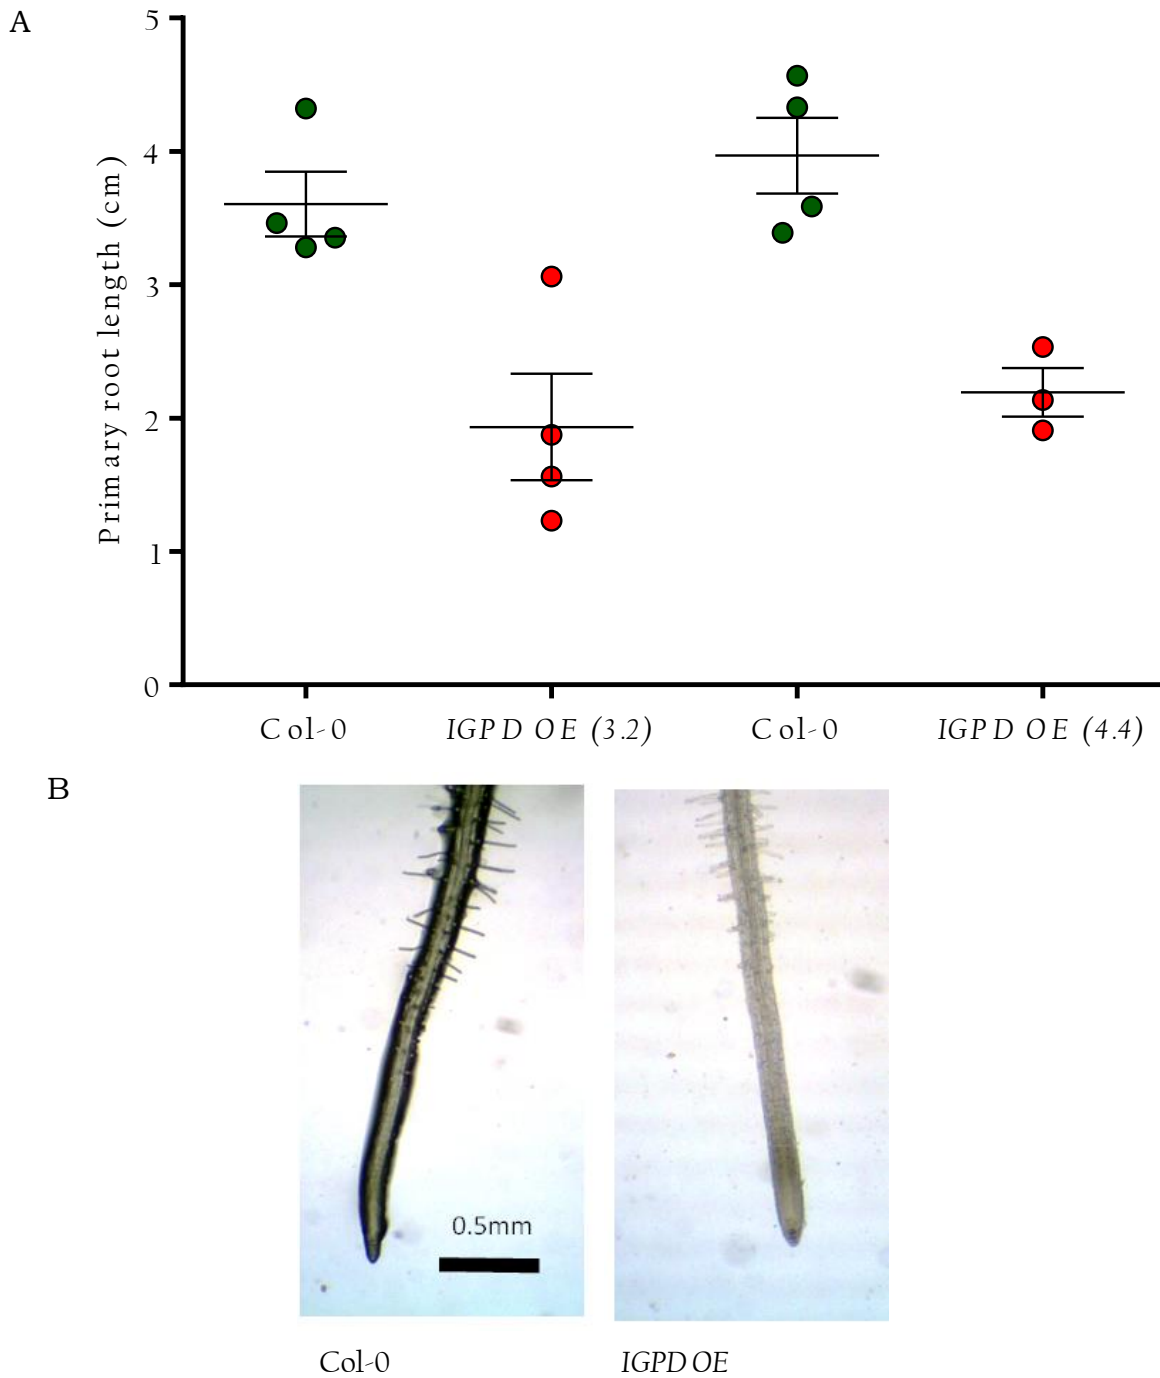 A
5
4
3
2
1
0
Primary root length (cm)
Col-0 IGPD OE (3.2) Col-0 IGPD OE (4.4)
B
0.5mm
Col-0 IGPD OE